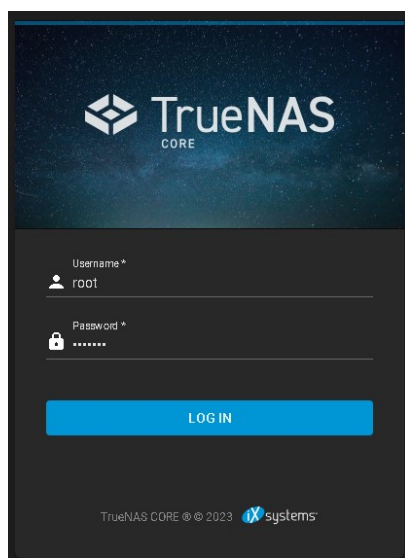 TrueNAS
CORE
Username *
root
Password *
•••••••
LOG IN
TrueNAS CORE ® © 2023 iX systems